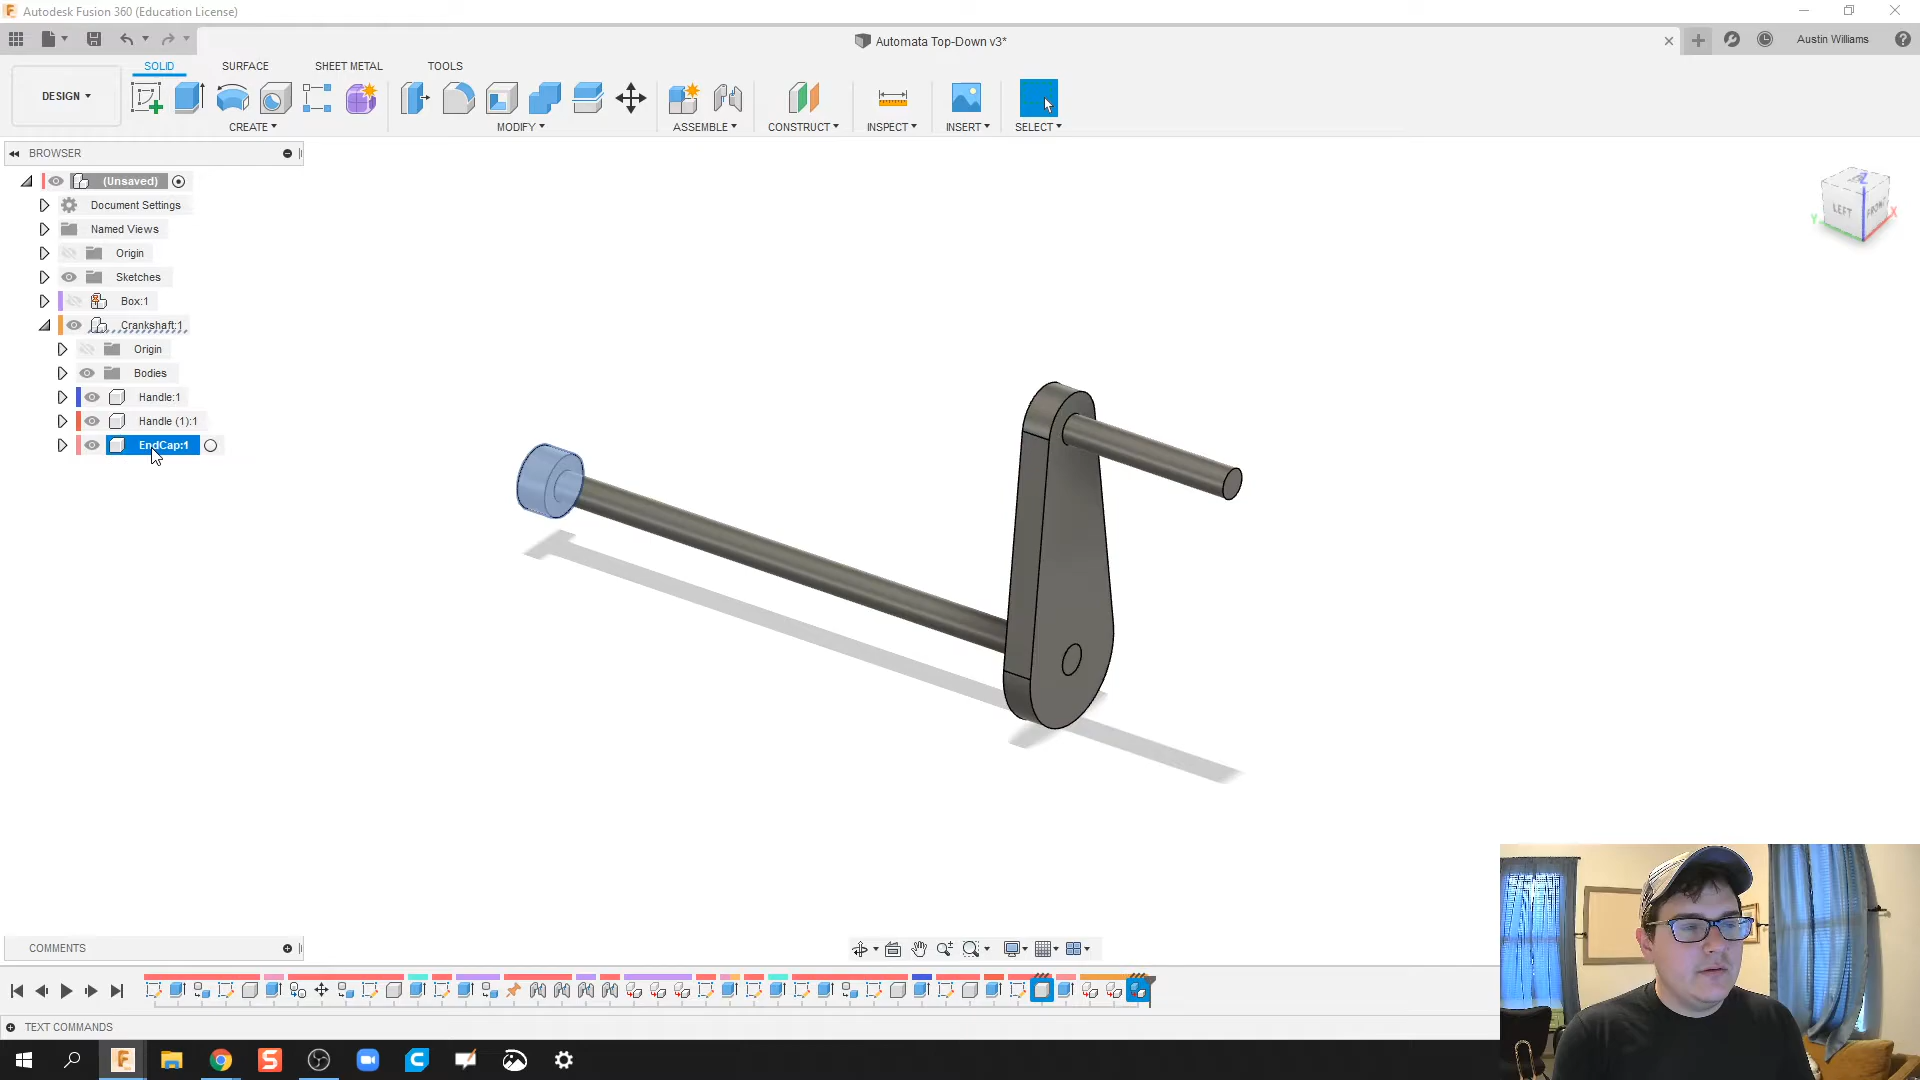 Autodesk Fusion 360 (Education License)
Automata Top-Down v3*
Austin Williams
SOLID
SURFACE
SHEET METAL
TOOLS
DESIGN
CREATE
MODIFY
ASSEMBLE
CONSTRUCT
INSPECT
INSERT
SELECT
BROWSER
(Unsaved)
Document Settings
Named Views
Origin
Sketches
Box:1
Crankshaft:1
Origin
Bodies
Handle:1
Handle (1):1
EndCap:1
LEFT
FRONT
Z
Y
X
COMMENTS
TEXT COMMANDS